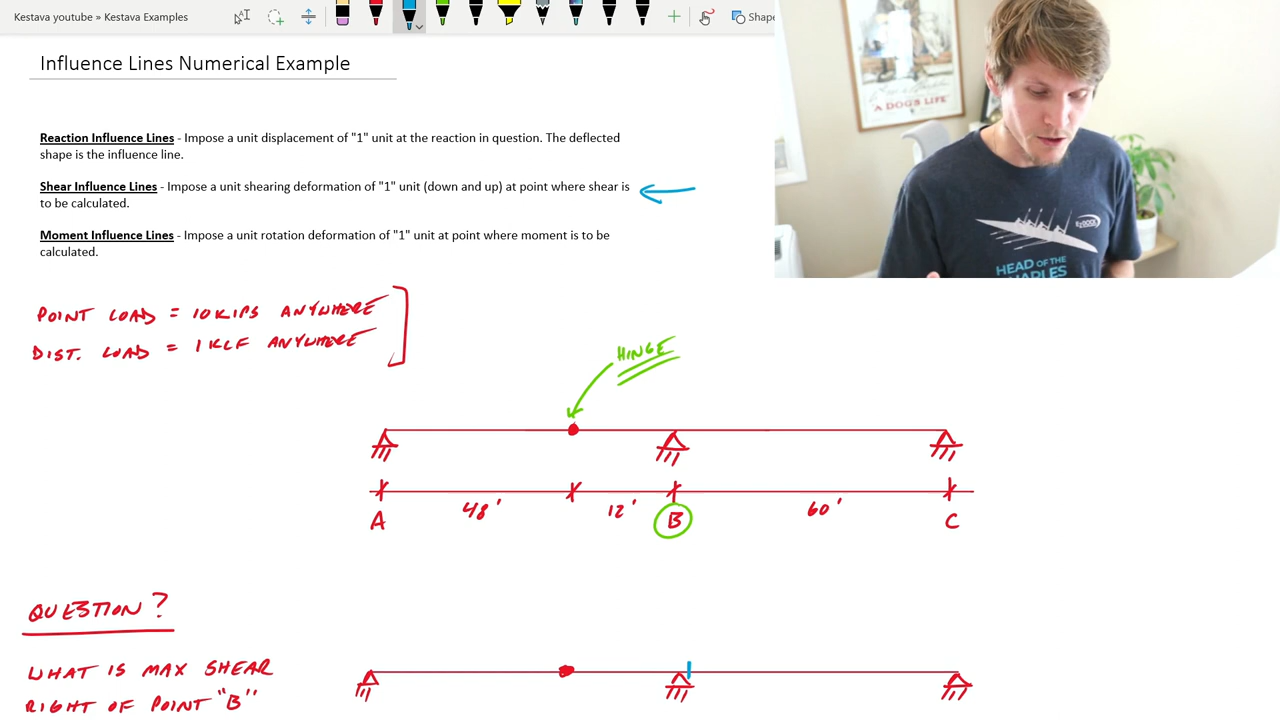 Kestava youtube » Kestava Examples
Shape
Influence Lines Numerical Example
Reaction Influence Lines - Impose a unit displacement of "1" unit at the reaction in question. The deflected
shape is the influence line.
Shear Influence Lines - Impose a unit shearing deformation of "1" unit (down and up) at point where shear is
to be calculated.
Moment Influence Lines - Impose a unit rotation deformation of "1" unit at point where moment is to be
calculated.
A DOG'S LIFE
HEAD OF THE
POINT LOAD = 10 KIPS ANYWHERE
DIST. LOAD = 1 KLF ANYWHERE
HINGE
48' 12' 60'
A B C
QUESTION?
WHAT IS MAX SHEAR
RIGHT OF POINT "B"